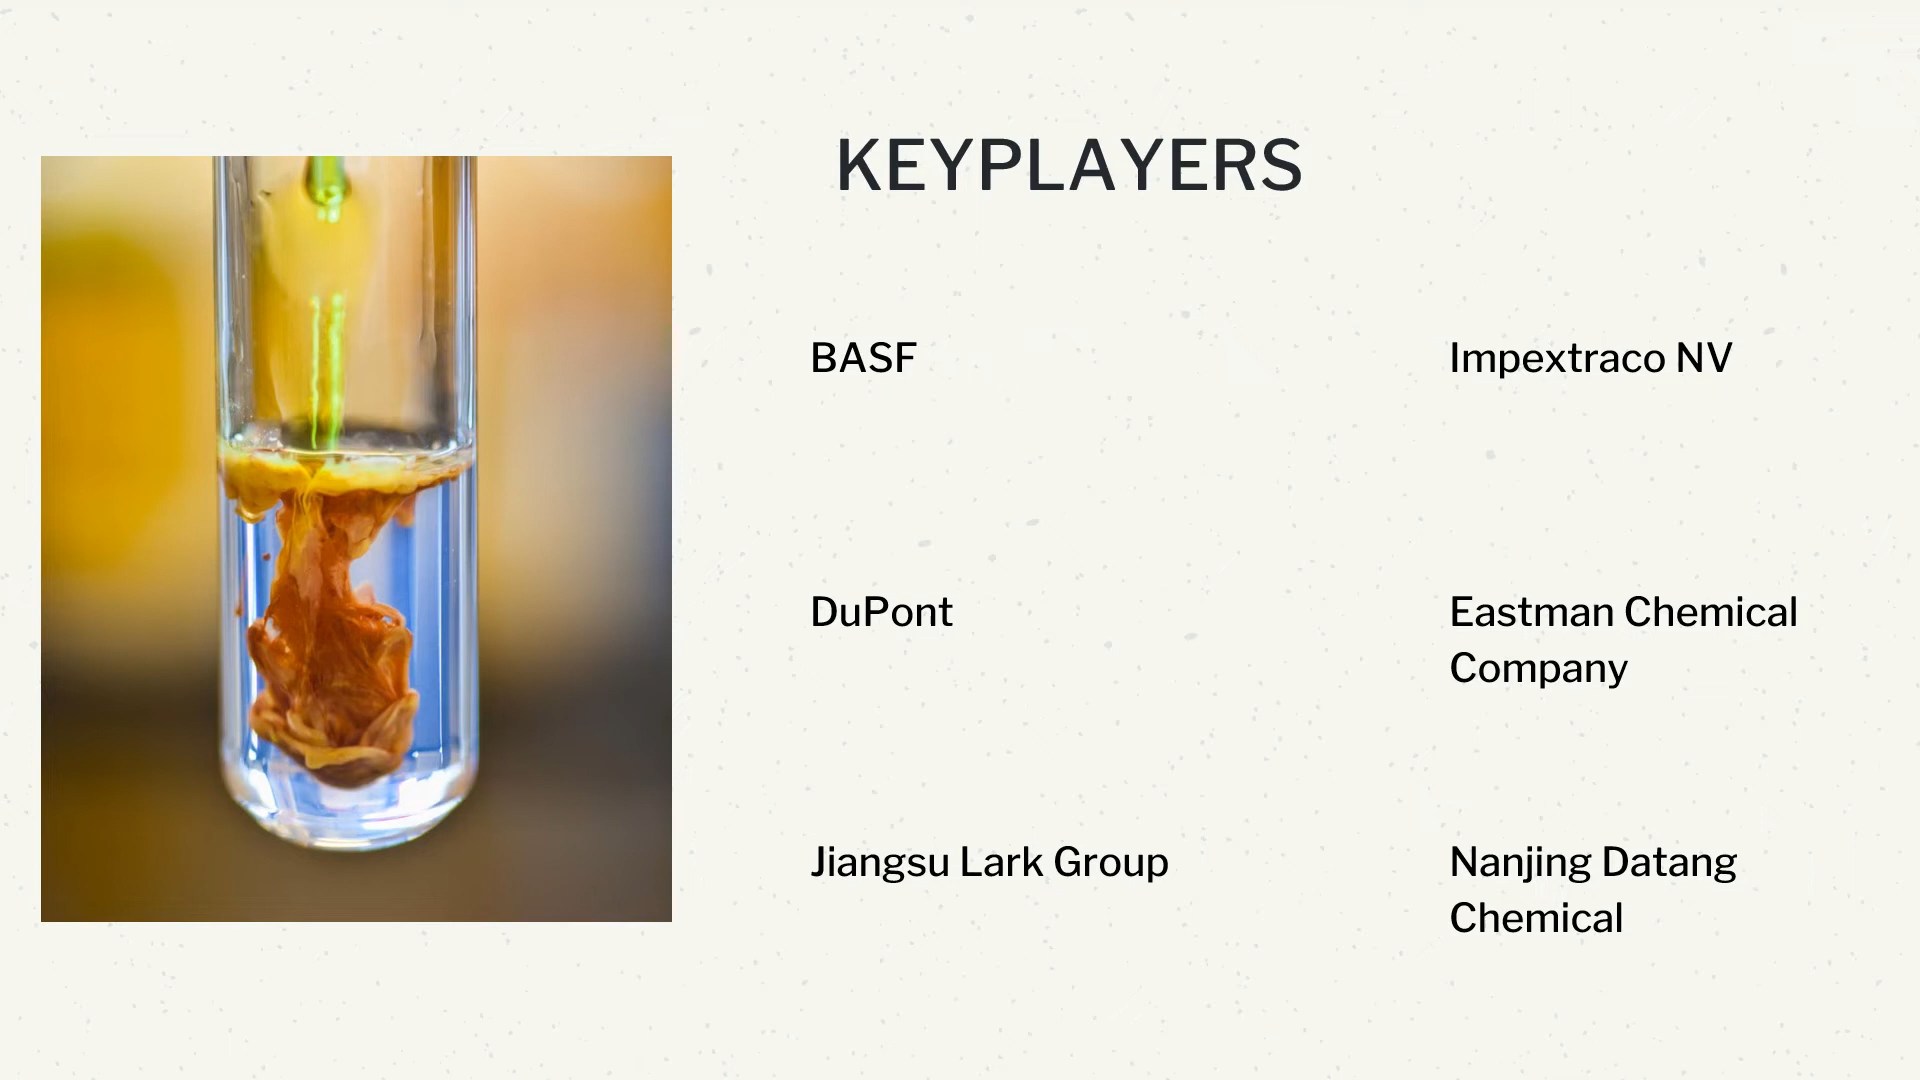 KEYPLAYERS
BASF
Impextraco NV
DuPont
Eastman Chemical
Company
Jiangsu Lark Group
Nanjing Datang
Chemical